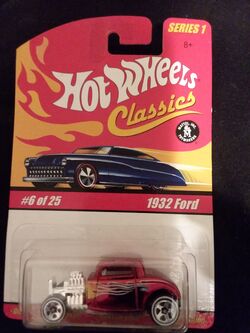 SERIES 1
8+
Hot Wheels
Classics
#6 of 25
1932 Ford